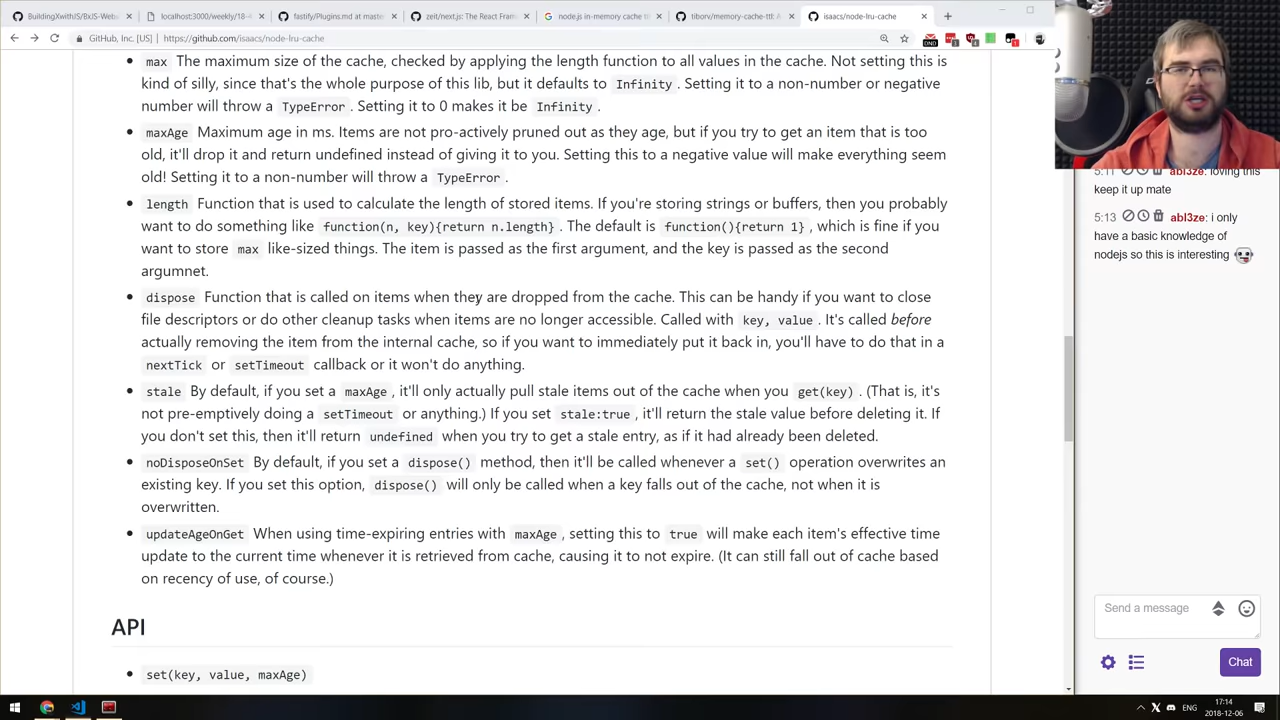 BuildingXwithJS/BxJS-Webs
localhost:3000/weekly/18-4
fastify/Plugins.md at master
zeit/next.js: The React Fram
node.js in-memory cache tl
tiborv/memory-cache-ttl: A
isaacs/node-lru-cache
GitHub, Inc. [US] | https://github.com/isaacs/node-lru-cache
max The maximum size of the cache, checked by applying the length function to all values in the cache. Not setting this is
kind of silly, since that's the whole purpose of this lib, but it defaults to Infinity . Setting it to a non-number or negative
number will throw a TypeError . Setting it to 0 makes it be Infinity .
maxAge Maximum age in ms. Items are not pro-actively pruned out as they age, but if you try to get an item that is too
old, it'll drop it and return undefined instead of giving it to you. Setting this to a negative value will make everything seem
old! Setting it to a non-number will throw a TypeError .
length Function that is used to calculate the length of stored items. If you're storing strings or buffers, then you probably
want to do something like function(n, key){return n.length} . The default is function(){return 1} , which is fine if you
want to store max like-sized things. The item is passed as the first argument, and the key is passed as the second
argumnet.
dispose Function that is called on items when they are dropped from the cache. This can be handy if you want to close
file descriptors or do other cleanup tasks when items are no longer accessible. Called with key, value . It's called before
actually removing the item from the internal cache, so if you want to immediately put it back in, you'll have to do that in a
nextTick or setTimeout callback or it won't do anything.
stale By default, if you set a maxAge , it'll only actually pull stale items out of the cache when you get(key) . (That is, it's
not pre-emptively doing a setTimeout or anything.) If you set stale:true , it'll return the stale value before deleting it. If
you don't set this, then it'll return undefined when you try to get a stale entry, as if it had already been deleted.
noDisposeOnSet By default, if you set a dispose() method, then it'll be called whenever a set() operation overwrites an
existing key. If you set this option, dispose() will only be called when a key falls out of the cache, not when it is
overwritten.
updateAgeOnGet When using time-expiring entries with maxAge , setting this to true will make each item's effective time
update to the current time whenever it is retrieved from cache, causing it to not expire. (It can still fall out of cache based
on recency of use, of course.)
API
set(key, value, maxAge)
5:11 abl3ze: loving this
keep it up mate
5:13 abl3ze: i only
have a basic knowledge of
nodejs so this is interesting
Send a message
Chat
ENG
17:14
2018-12-06